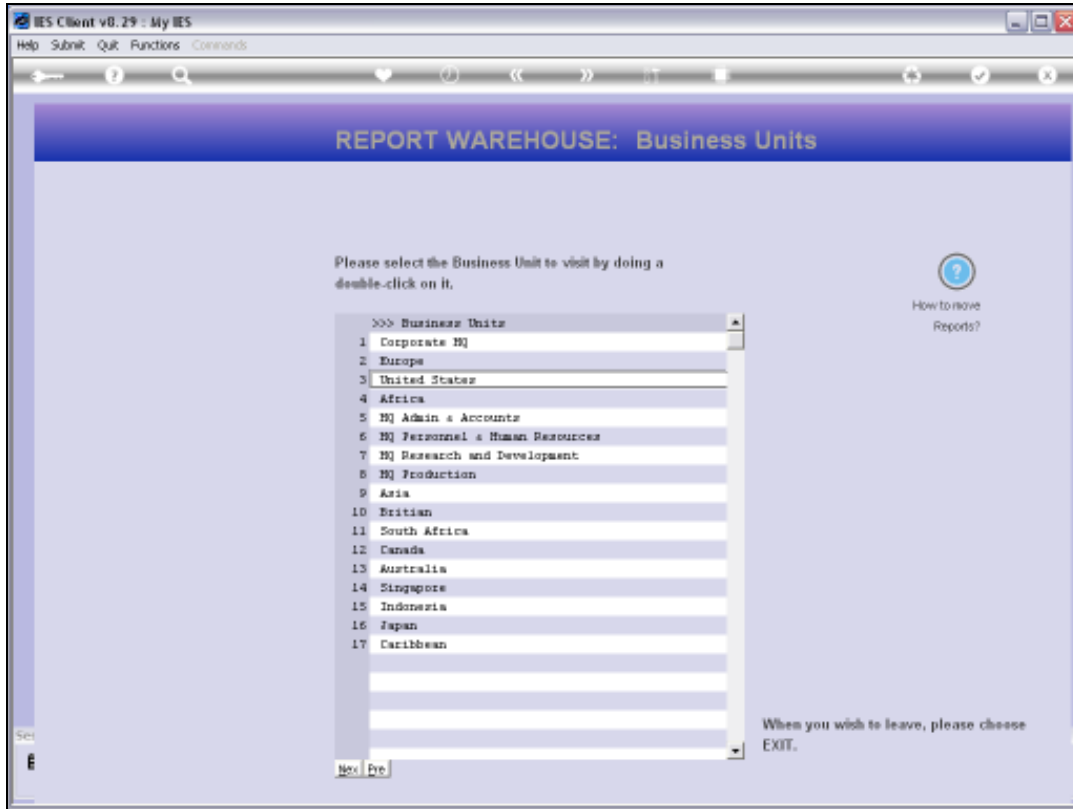 IES Client v8.29 : My IES
Help Submit Quit Functions Commands
REPORT WAREHOUSE: Business Units
Please select the Business Unit to visit by doing a
double-click on it.
How to move
Reports?
>>> Business Units
1 Corporate HQ
2 Europe
3 United States
4 Africa
5 HQ Admin & Accounts
6 HQ Personnel & Human Resources
7 HQ Research and Development
8 HQ Production
9 Asia
10 Britian
11 South Africa
12 Canada
13 Australia
14 Singapore
15 Indonesia
16 Japan
17 Caribbean
When you wish to leave, please choose
EXIT.
Nex Pre